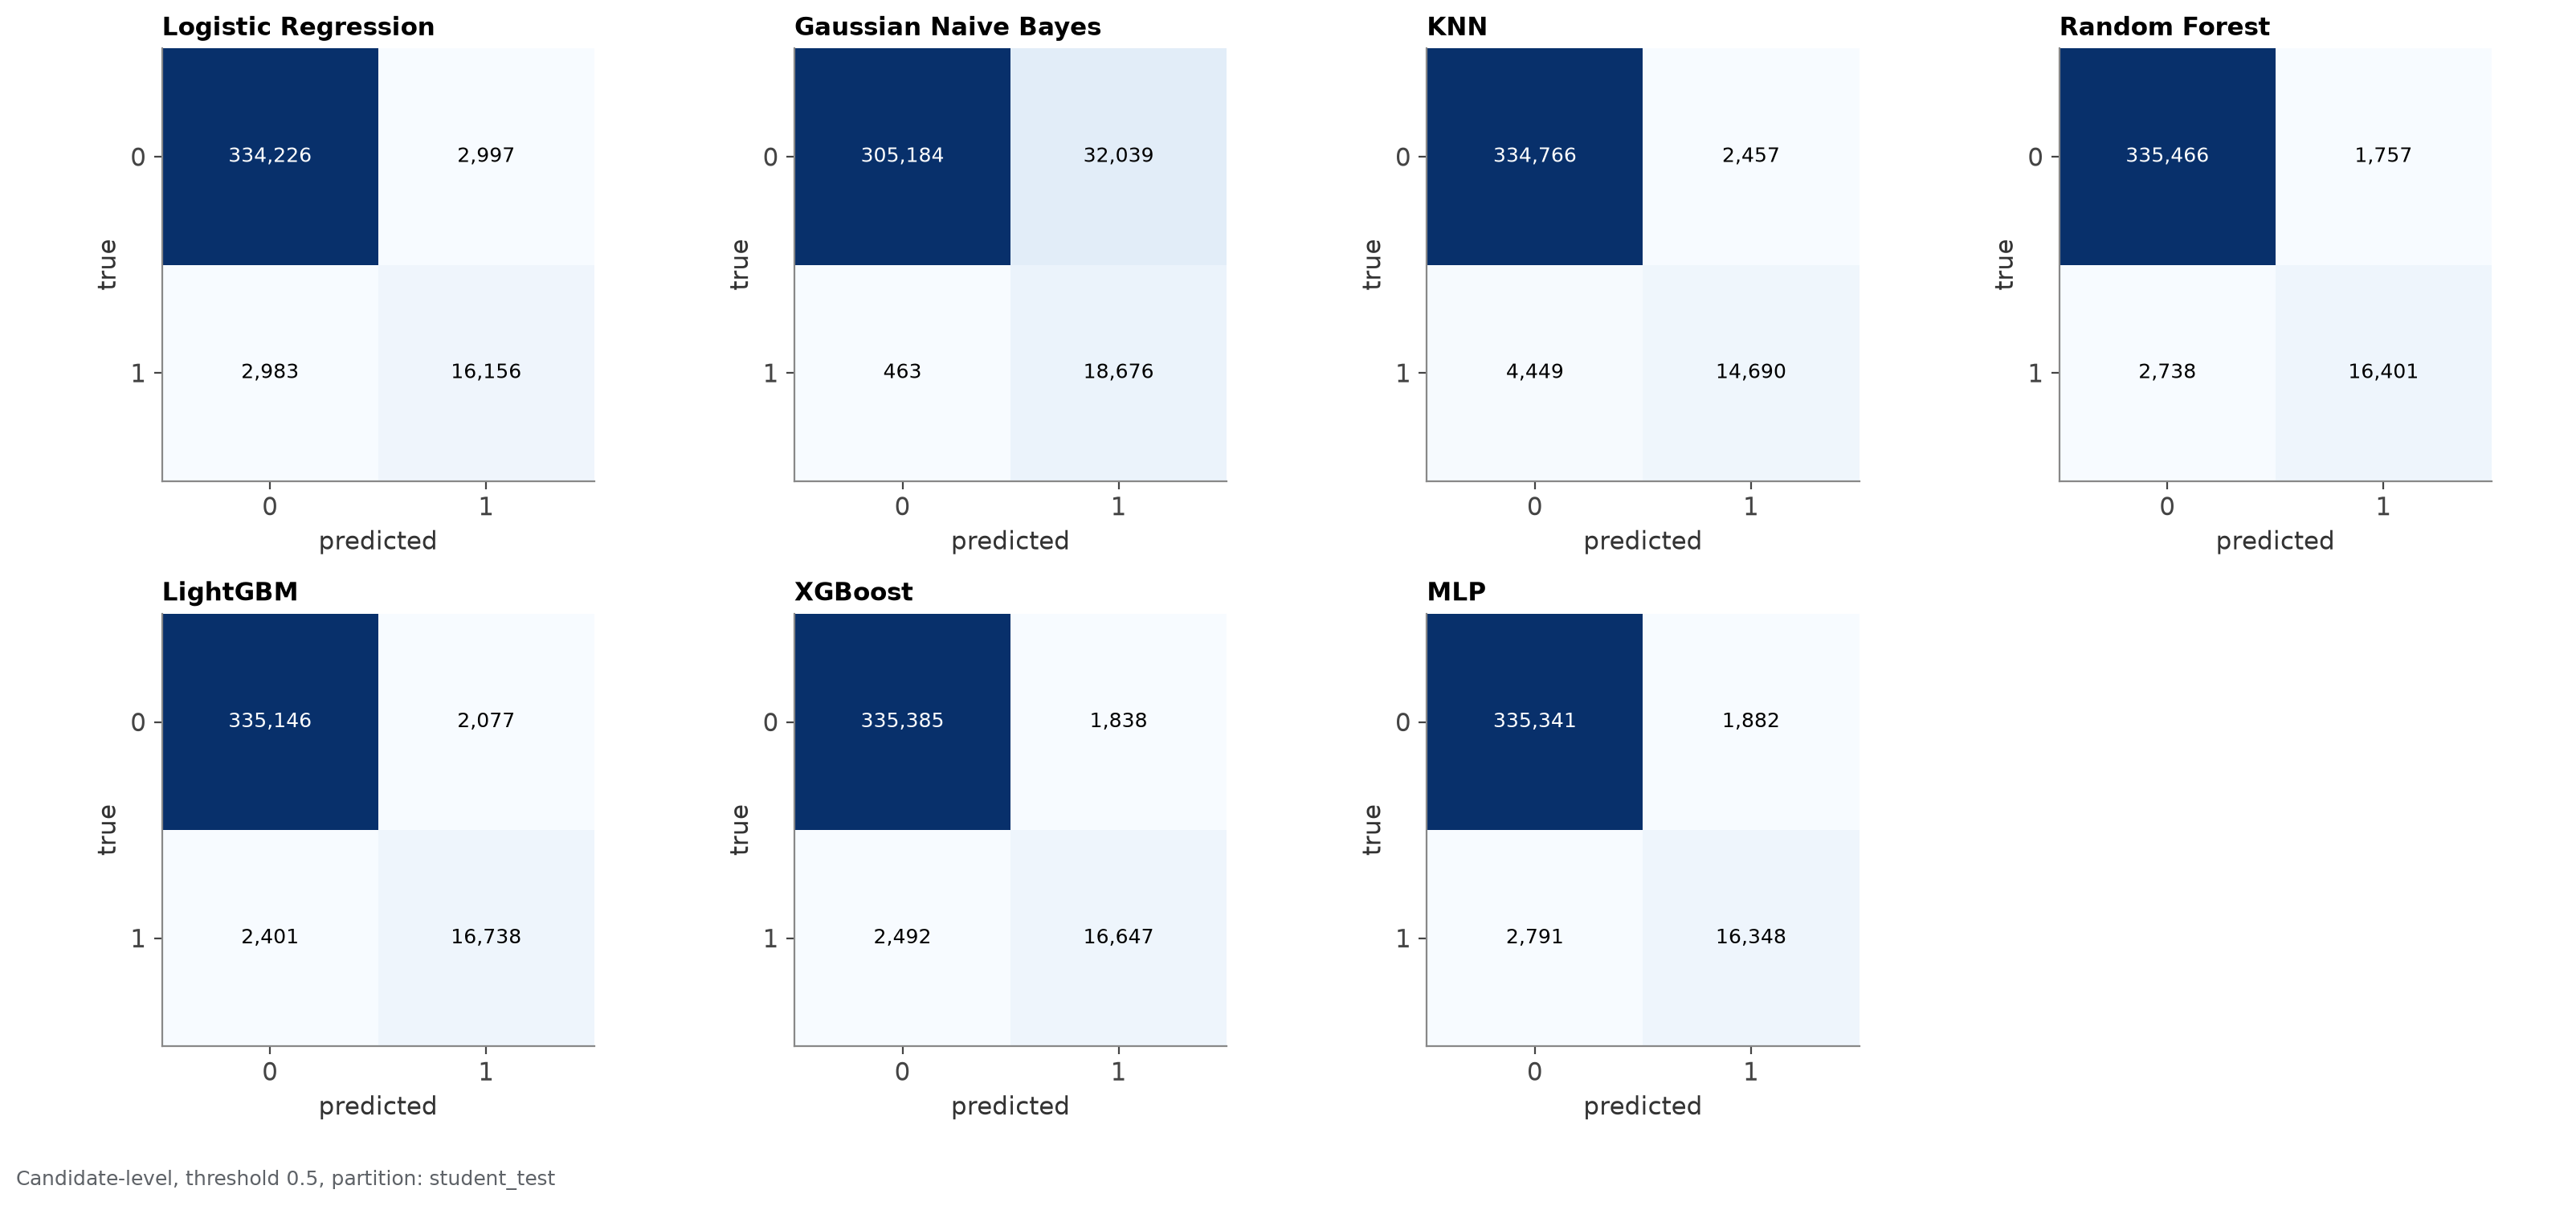 Logistic Regression
0
334,226
2,997
true
1
2,983
16,156
0
1
predicted
Gaussian Naive Bayes
0
305,184
32,039
true
1
463
18,676
0
1
predicted
KNN
0
334,766
2,457
true
1
4,449
14,690
0
1
predicted
Random Forest
0
335,466
1,757
true
1
2,738
16,401
0
1
predicted
LightGBM
0
335,146
2,077
true
1
2,401
16,738
0
1
predicted
XGBoost
0
335,385
1,838
true
1
2,492
16,647
0
1
predicted
MLP
0
335,341
1,882
true
1
2,791
16,348
0
1
predicted
Candidate-level, threshold 0.5, partition: student_test